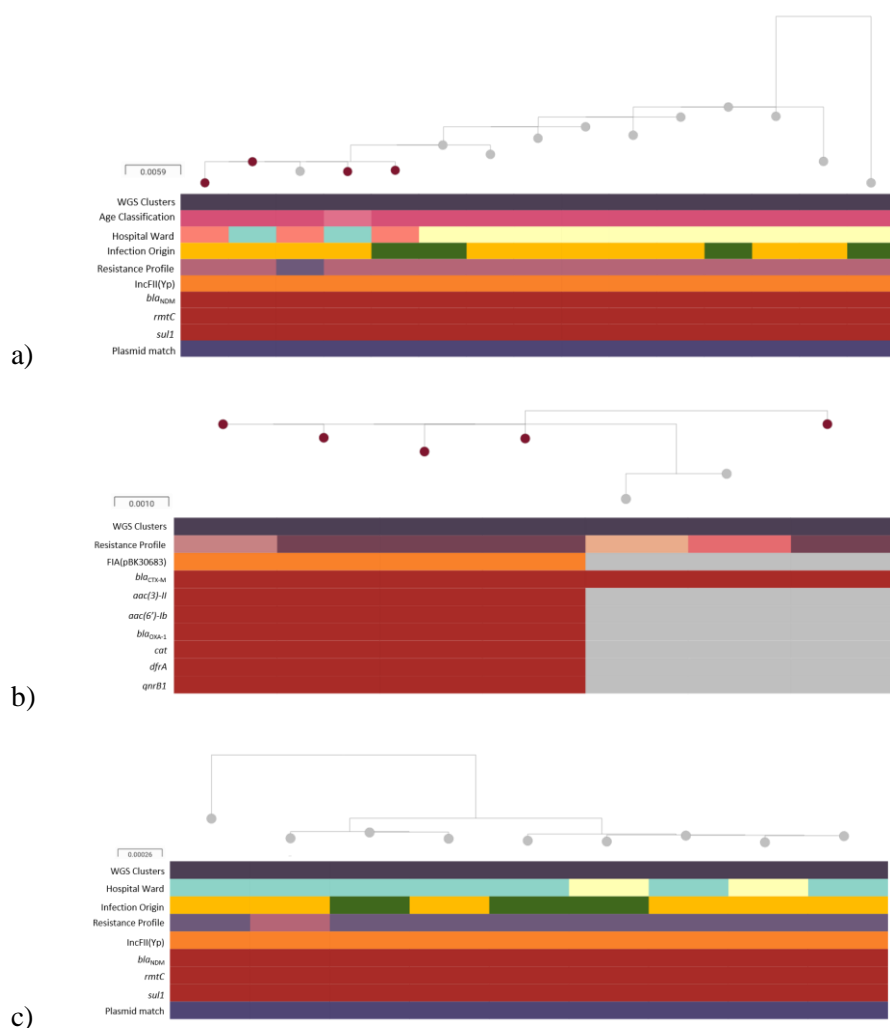 0.0059
WGS Clusters
Age Classification
Hospital Ward
Infection Origin
Resistance Profile
IncFII(Yp)
blaNDM
rmtC
sul1
Plasmid match
a)
0.0010
WGS Clusters
Resistance Profile
FIA(pBK30683)
blaCTX-M
aac(3)-II
aac(6')-Ib
blaOXA-1
cat
dfrA
qnrB1
b)
0.00026
WGS Clusters
Hospital Ward
Infection Origin
Resistance Profile
IncFII(Yp)
blaNDM
rmtC
sul1
Plasmid match
c)